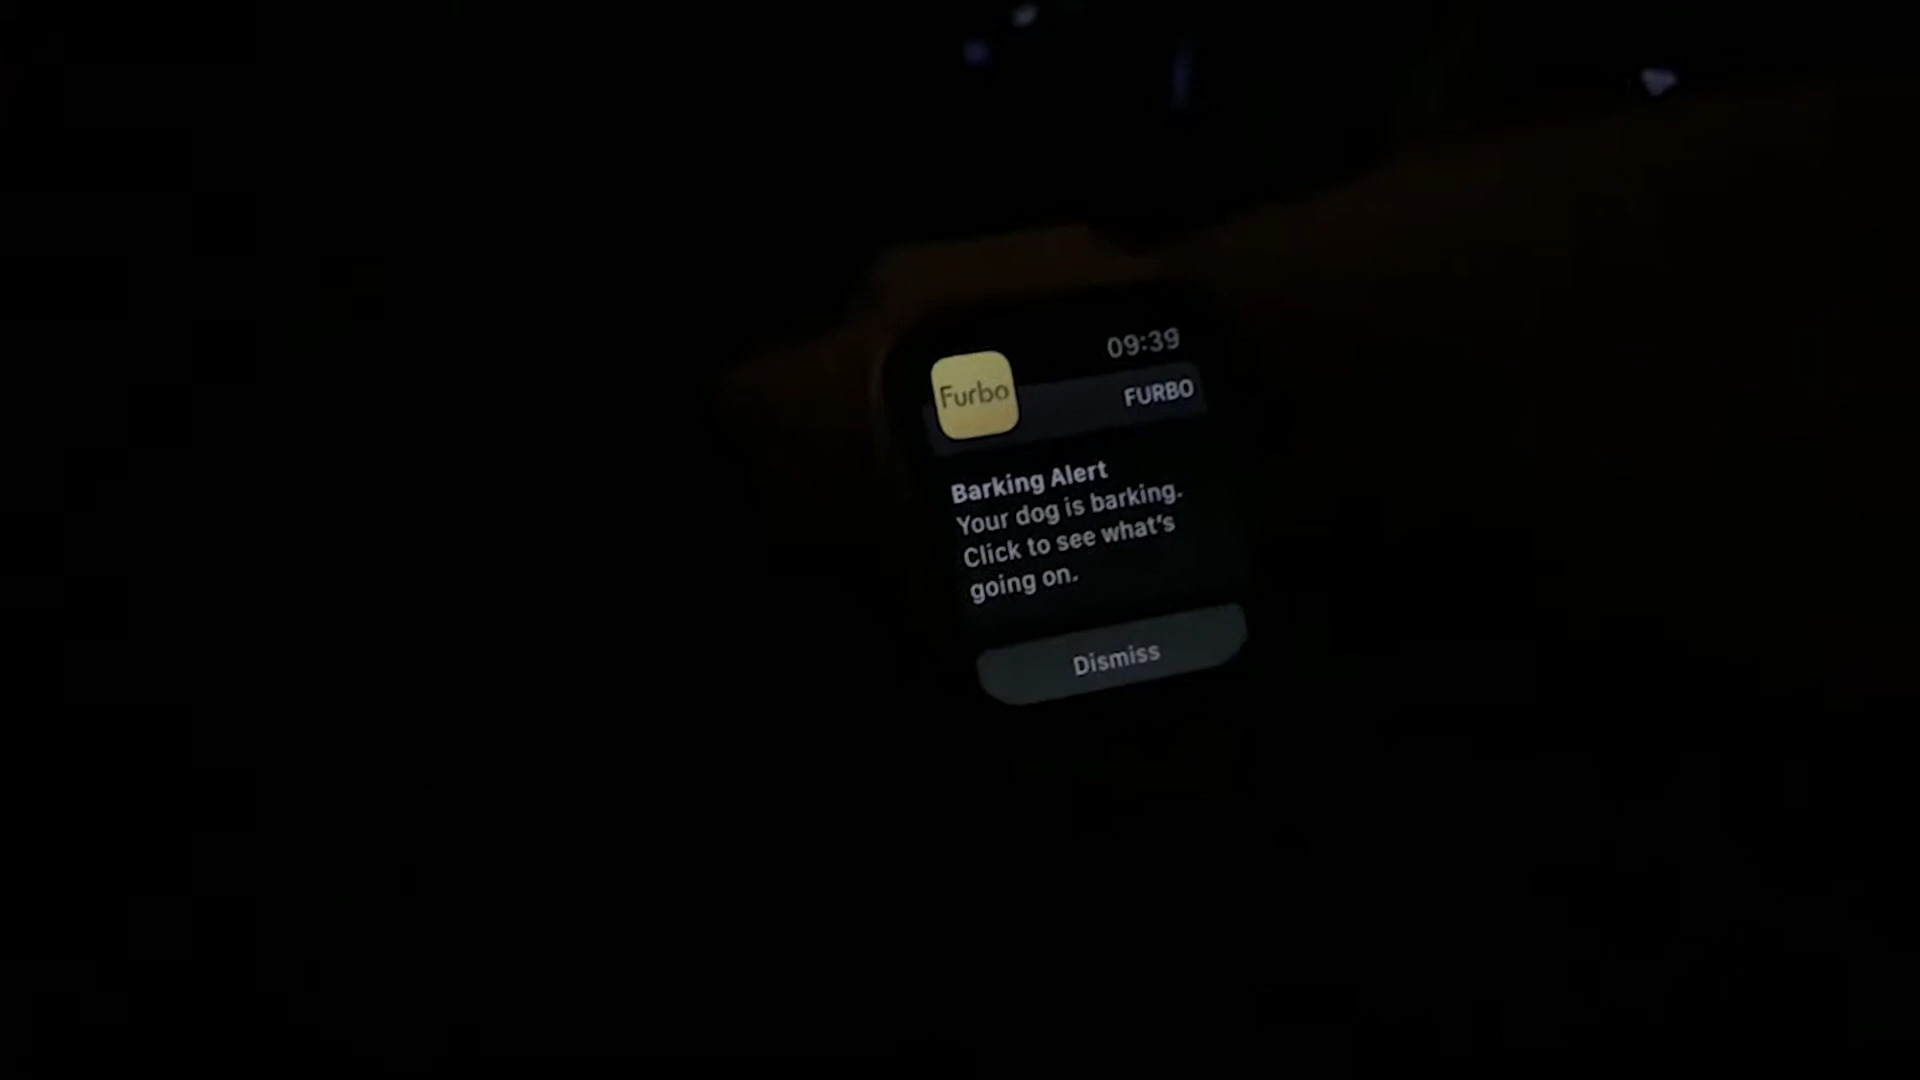 09:39
Furbo
FURBO
Barking Alert
Your dog is barking.
Click to see what's
going on.
Dismiss